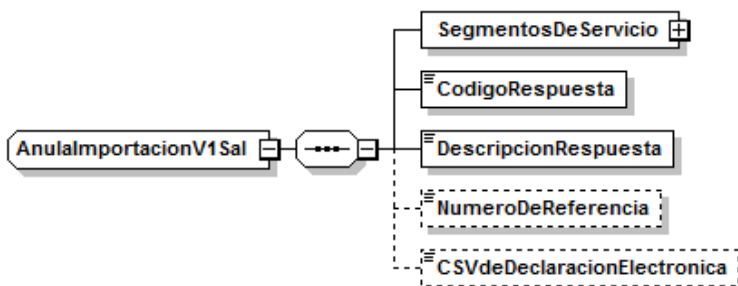 SegmentosDeServicio
CodigoRespuesta
AnulaImportacionV1Sal
DescripcionRespuesta
NumeroDeReferencia
CSVdeDeclaracionElectronica